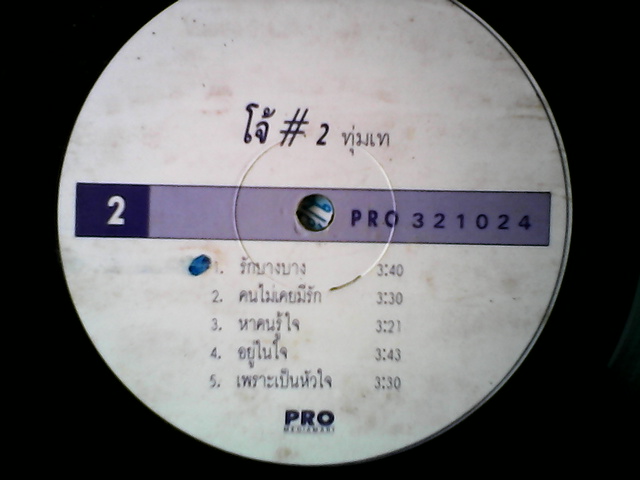 โจ้ # 2 ทุ่มเท
2 PRO 321024
1. รักบางบาง 3:40
2. คนไม่เคยมีรัก 3:30
3. หาคนรู้ใจ 3:21
4. อยู่ในใจ 3:43
5. เพราะเป็นหัวใจ 3:30
PRO
MEDIAMART